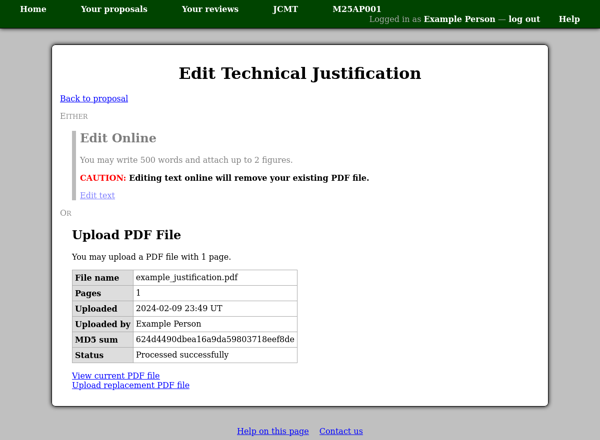 Home Your proposals Your reviews JCMT M25AP001
Logged in as Example Person — log out Help
Edit Technical Justification
Back to proposal
EITHER
Edit Online
You may write 500 words and attach up to 2 figures.
CAUTION: Editing text online will remove your existing PDF file.
Edit text
OR
Upload PDF File
You may upload a PDF file with 1 page.
File name example_justification.pdf
Pages 1
Uploaded 2024-02-09 23:49 UT
Uploaded by Example Person
MD5 sum 624d4490dbea16a9da59803718eef8de
Status Processed successfully
View current PDF file
Upload replacement PDF file
Help on this page Contact us